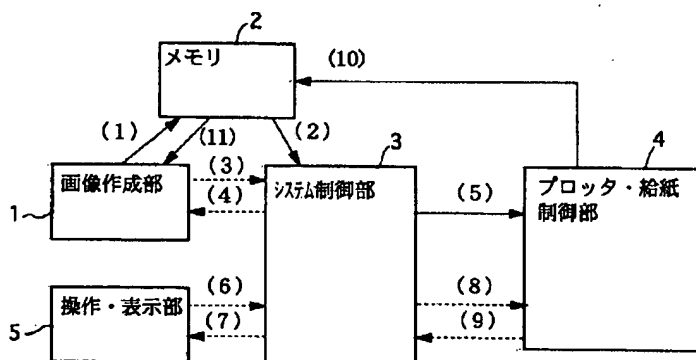 2
メモリ
(10)
(1)
(11)
(2)
3
4
画像作成部
(3)
システム制御部
プロッタ・給紙
制御部
(4)
(5)
1
操作・表示部
(6)
(8)
(7)
(9)
5